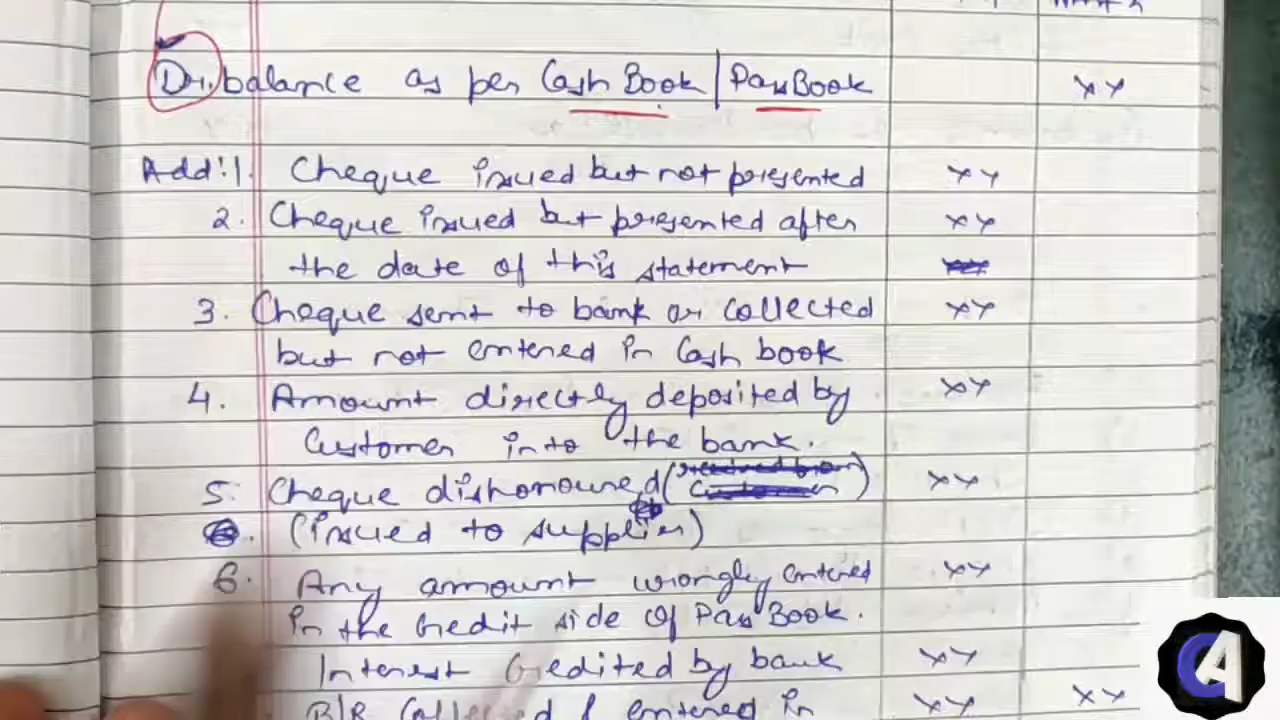 Dr. balance as per Cash Book | Pass Book xy
Add: 1. Cheque issued but not presented xy
2. Cheque issued but presented after xy
the date of this statement
3. Cheque sent to bank or collected xy
but not entered in Cash book
4. Amount directly deposited by xy
Customer into the bank.
5. Cheque dishonoured ( ) xy
(issued to supplier)
6. Any amount wrongly entered xy
in the Credit side of Pass Book.
Interest Credited by bank xy
B/R Collected & entered in xy xy
CA